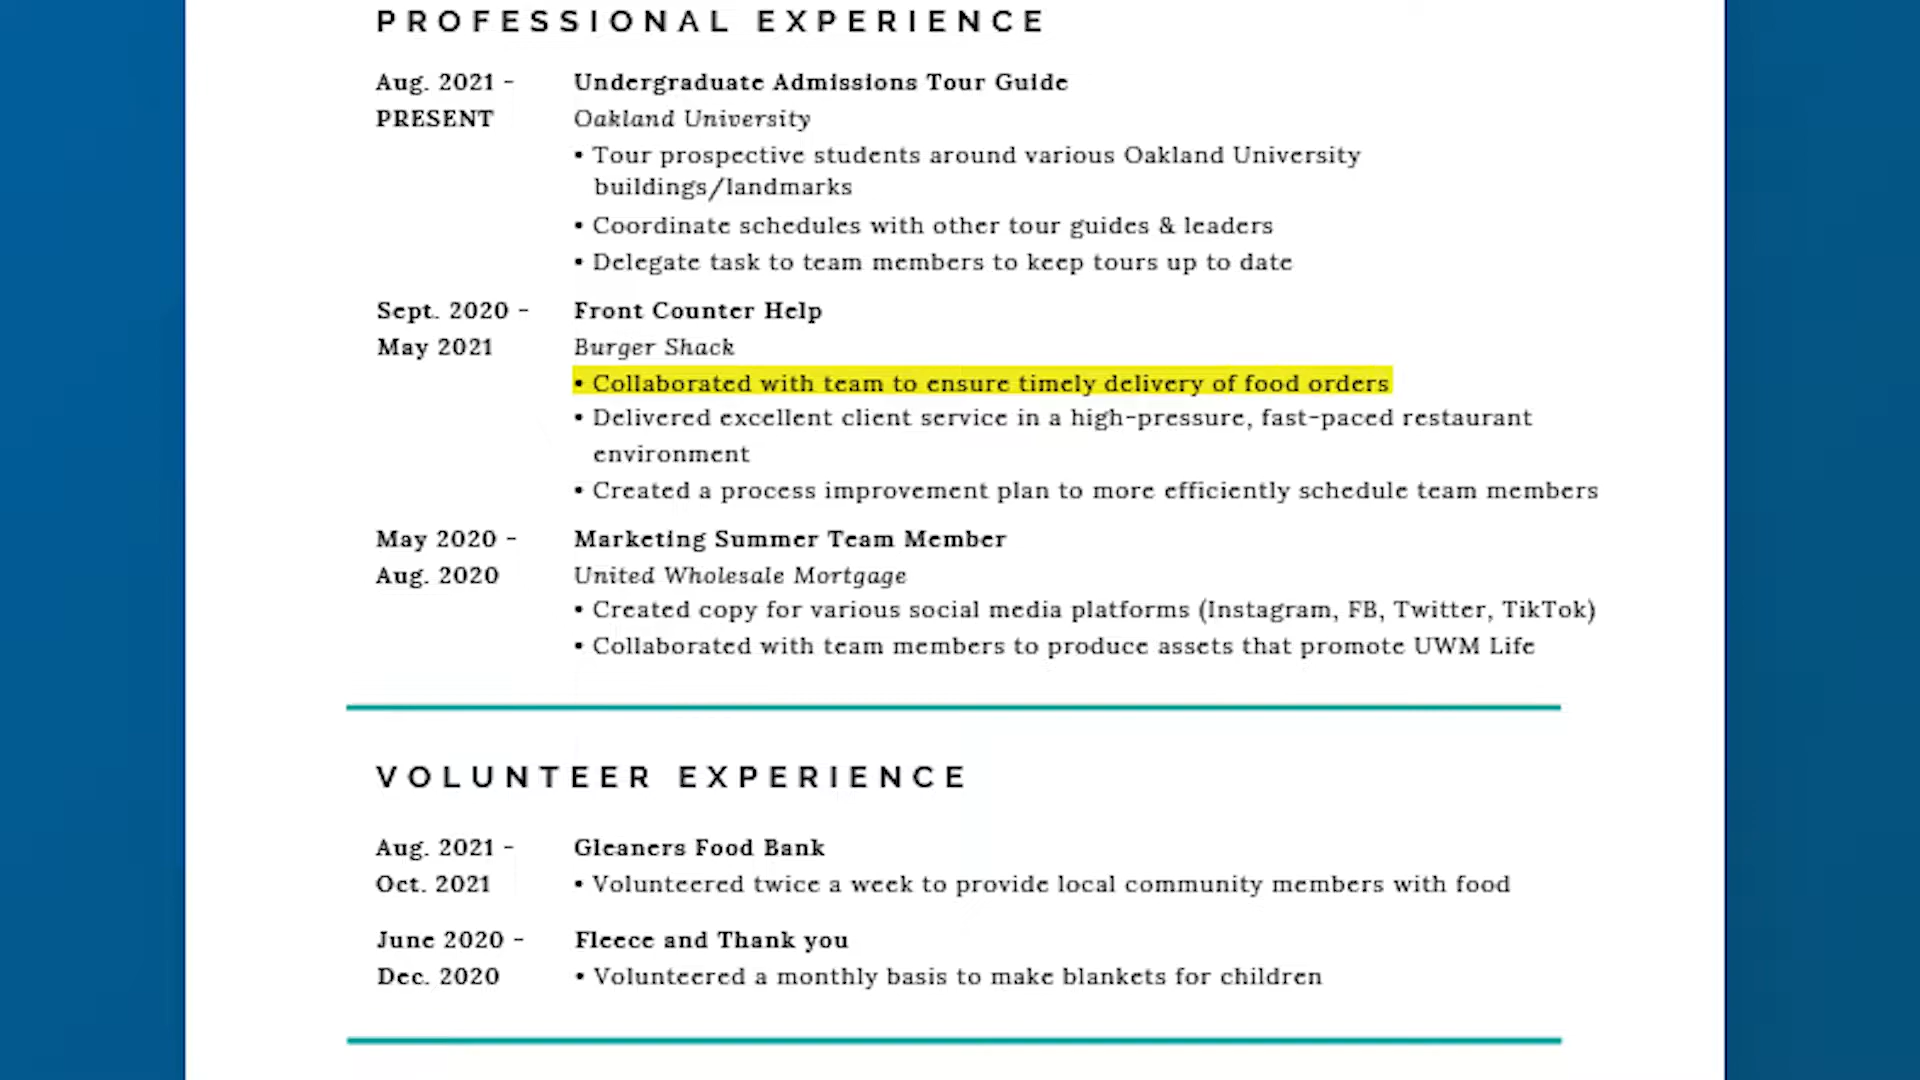 PROFESSIONAL EXPERIENCE
Aug. 2021 - Undergraduate Admissions Tour Guide
PRESENT Oakland University
• Tour prospective students around various Oakland University
buildings/landmarks
• Coordinate schedules with other tour guides & leaders
• Delegate task to team members to keep tours up to date
Sept. 2020 - Front Counter Help
May 2021 Burger Shack
• Collaborated with team to ensure timely delivery of food orders
• Delivered excellent client service in a high-pressure, fast-paced restaurant
environment
• Created a process improvement plan to more efficiently schedule team members
May 2020 - Marketing Summer Team Member
Aug. 2020 United Wholesale Mortgage
• Created copy for various social media platforms (Instagram, FB, Twitter, TikTok)
• Collaborated with team members to produce assets that promote UWM Life
VOLUNTEER EXPERIENCE
Aug. 2021 - Gleaners Food Bank
Oct. 2021 • Volunteered twice a week to provide local community members with food
June 2020 - Fleece and Thank you
Dec. 2020 • Volunteered a monthly basis to make blankets for children